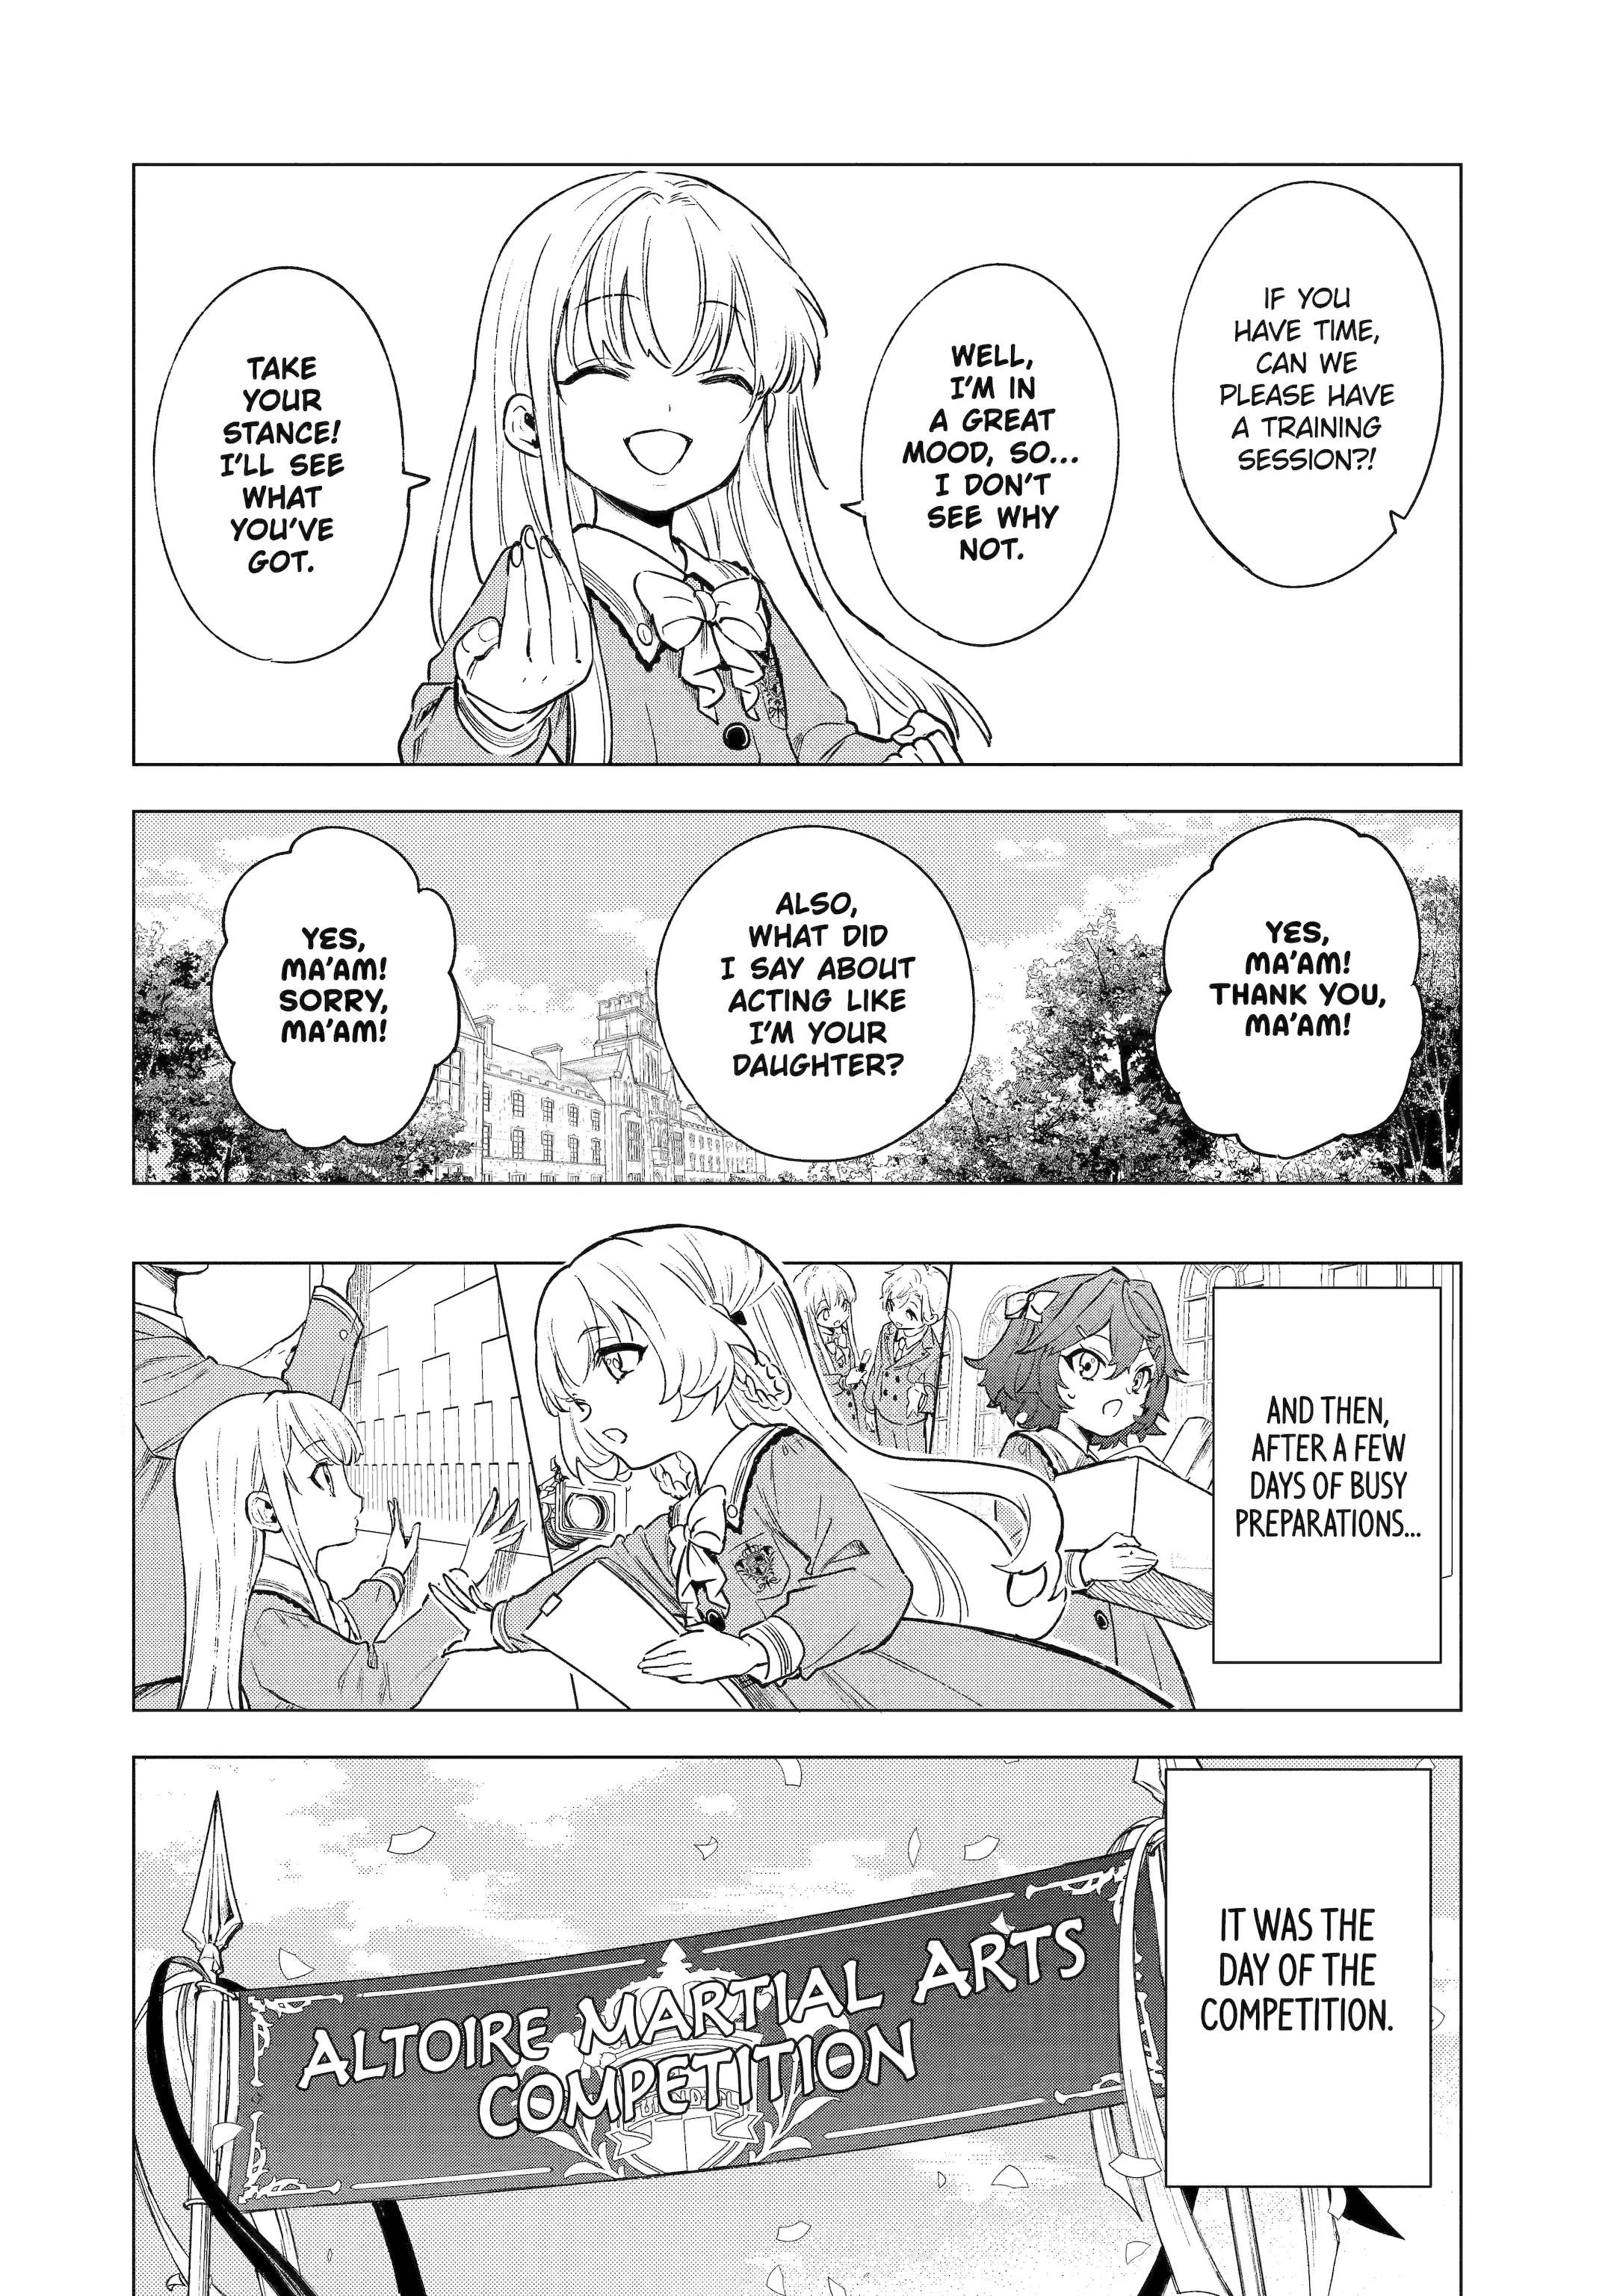 IF YOU
HAVE TIME,
CAN WE
PLEASE HAVE
A TRAINING
SESSION?!
WELL,
I'M IN
A GREAT
MOOD, SO...
I DON'T
SEE WHY
NOT.
TAKE
YOUR
STANCE!
I'LL SEE
WHAT
YOU'VE
GOT.
YES,
MA'AM!
THANK YOU,
MA'AM!
ALSO,
WHAT DID
I SAY ABOUT
ACTING LIKE
I'M YOUR
DAUGHTER?
YES,
MA'AM!
SORRY,
MA'AM!
AND THEN,
AFTER A FEW
DAYS OF BUSY
PREPARATIONS...
IT WAS THE
DAY OF THE
COMPETITION.
ALTOIRE MARTIAL ARTS
COMPETITION